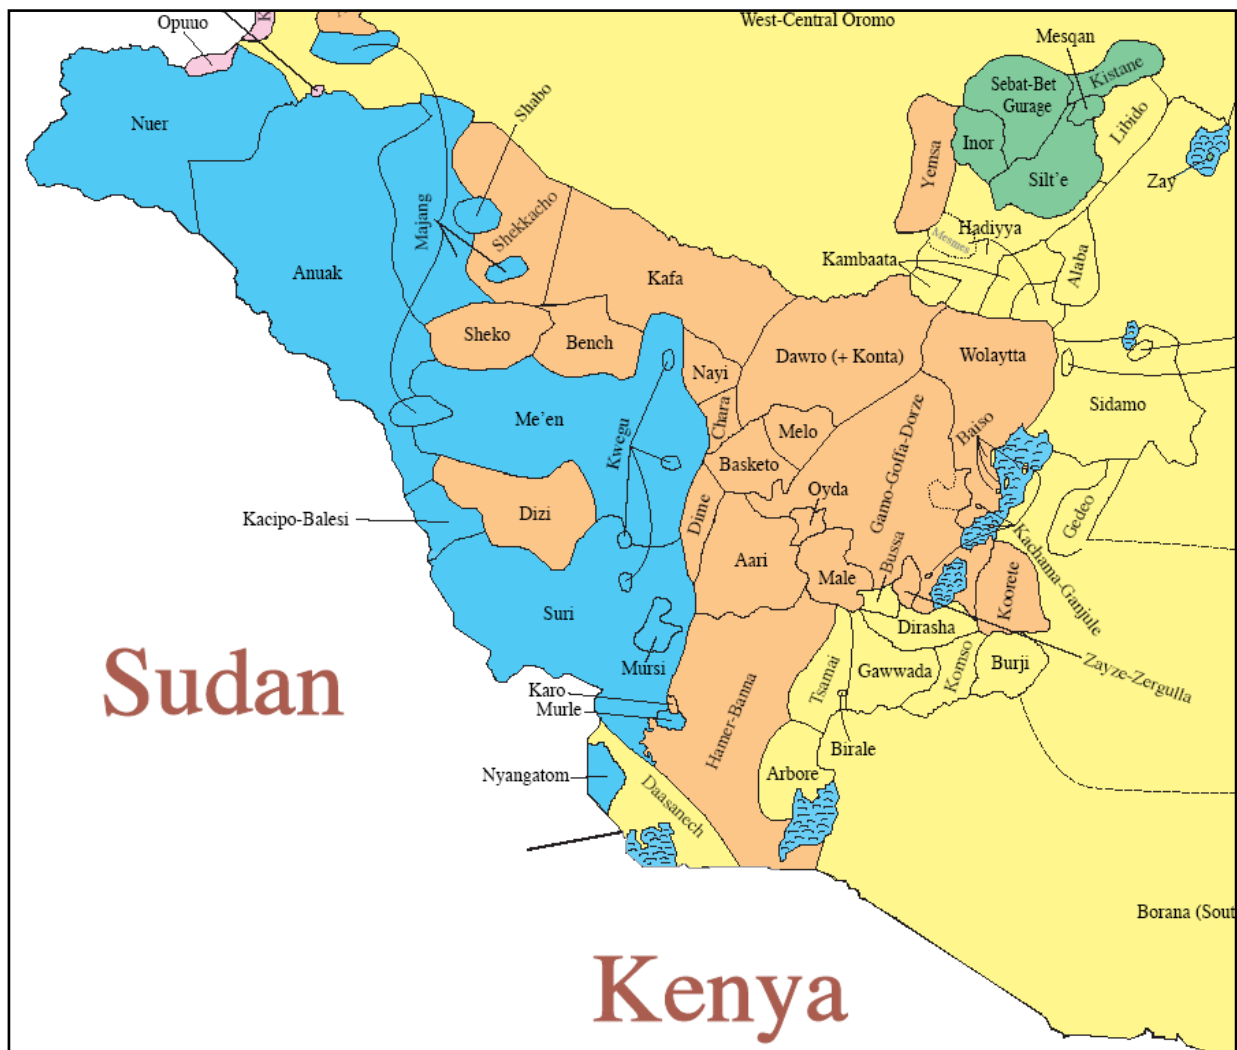 Opuuo
K
West-Central Oromo
Mesqan
Kistane
Sebat-Bet
Gurage
Nuer
Shabo
Libido
Inor
Yemsa
Silt'e
Zay
Majang
Shekkacho
Hadiyya
Mesmes
Anuak
Kafa
Kambaata
Alaba
Sheko
Bench
Dawro (+ Konta)
Wolaytta
Nayi
Sidamo
Chara
Me'en
Kwegu
Melo
Gamo-Goffa-Dorze
Baiso
Basketo
Oyda
Gedeo
Kacipo-Balesi
Dizi
Dime
Aari
Bussa
Kachama-Ganjule
Male
Koorete
Suri
Dirasha
Mursi
Tsamai
Gawwada
Komso
Burji
Zayze-Zergulla
Sudan
Karo
Murle
Hamer-Banna
Birale
Nyangatom
Daasanech
Arbore
Borana (Sout
Kenya